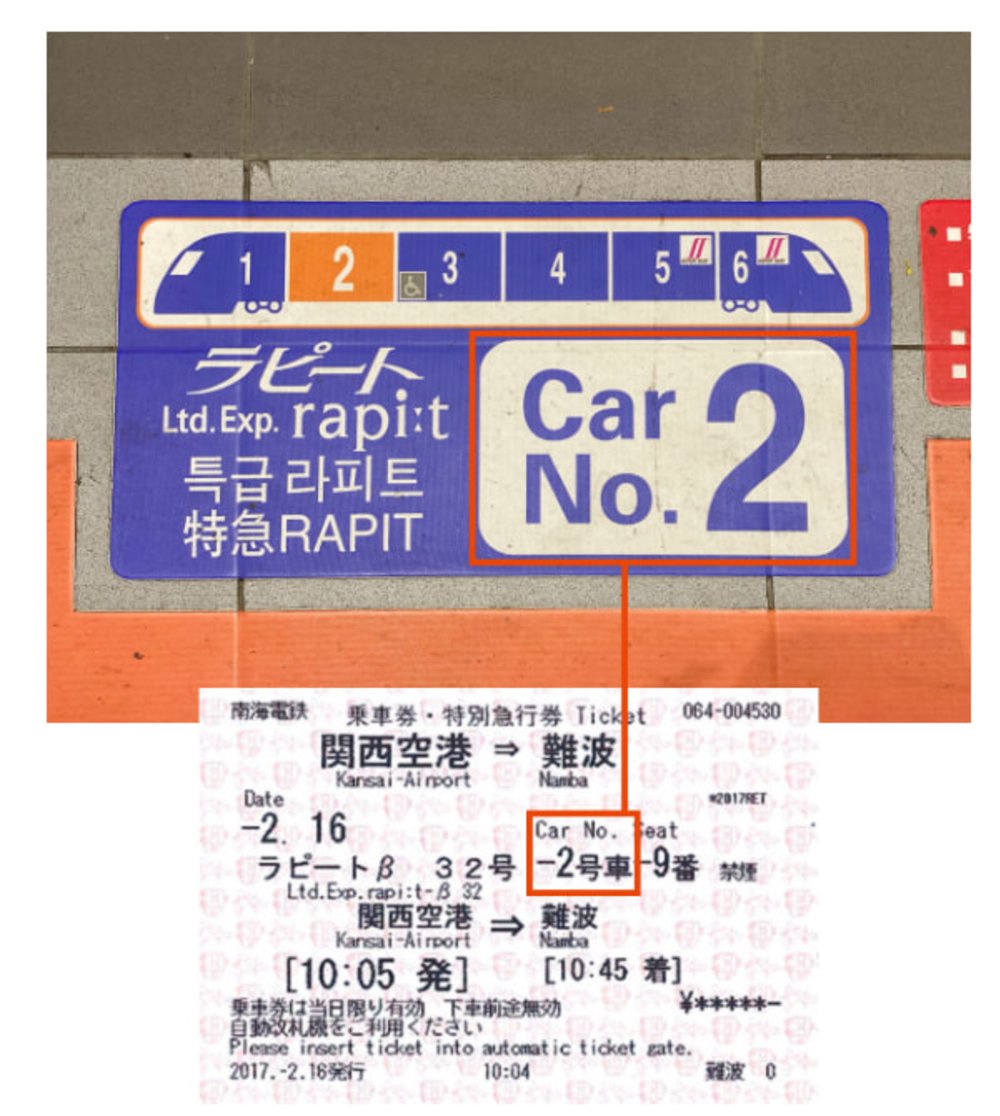 1 2 3 4 5 6
ラピート
Ltd.Exp. rapi:t
특급 라피트
特急RAPIT
Car No. 2
南海電鉄 乗車券・特別急行券 Ticket 064-004530
関西空港 ⇒ 難波
Kansai-Airport Namba
Date *2017RET
-2. 16 Car No. Seat
ラピートβ 32号 -2号車 -9番 禁煙
Ltd.Exp.rapi:t-β 32
関西空港 ⇒ 難波
Kansai-Airport Namba
[10:05 発] [10:45 着]
乗車券は当日限り有効 下車前途無効 ¥*****-
自動改札機をご利用ください
Please insert ticket into automatic ticket gate.
2017.-2.16発行 10:04 難波 0